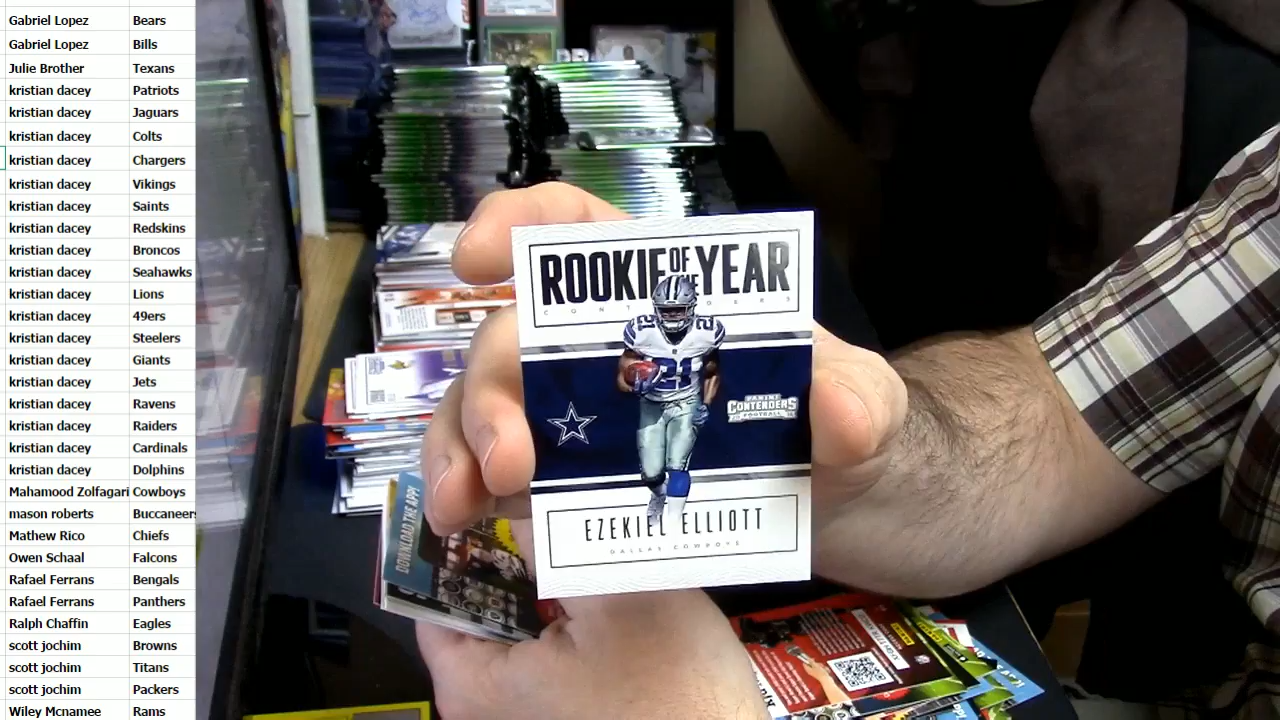 Gabriel Lopez Bears
Gabriel Lopez Bills
Julie Brother Texans
kristian dacey Patriots
kristian dacey Jaguars
kristian dacey Colts
kristian dacey Chargers
kristian dacey Vikings
kristian dacey Saints
kristian dacey Redskins
kristian dacey Broncos
kristian dacey Seahawks
kristian dacey Lions
kristian dacey 49ers
kristian dacey Steelers
kristian dacey Giants
kristian dacey Jets
kristian dacey Ravens
kristian dacey Raiders
kristian dacey Cardinals
kristian dacey Dolphins
Mahamood Zolfagari Cowboys
mason roberts Buccaneers
Mathew Rico Chiefs
Owen Schaal Falcons
Rafael Ferrans Bengals
Rafael Ferrans Panthers
Ralph Chaffin Eagles
scott jochim Browns
scott jochim Titans
scott jochim Packers
Wiley Mcnamee Rams
ROOKIE OF THE YEAR
CONTENDERS
21
PANINI
CONTENDERS
FOOTBALL
EZEKIEL ELLIOTT
DALLAS COWBOYS
DOWNLOAD THE APP!